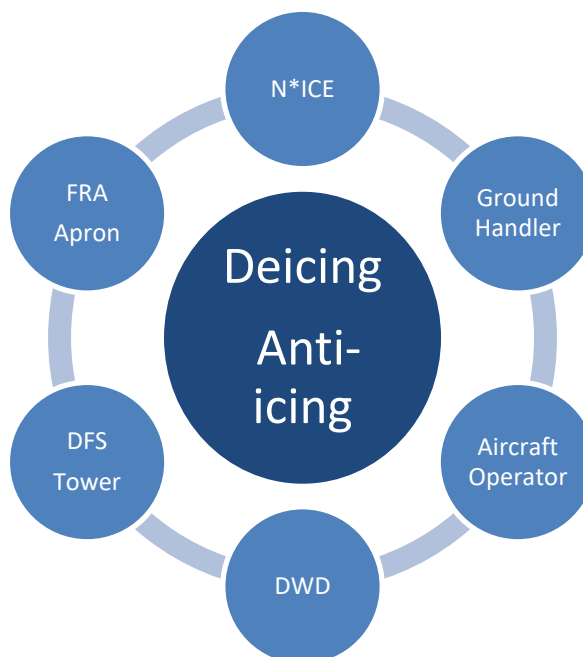 N*ICE
FRA
Apron
Ground
Handler
Deicing
Anti-
icing
DFS
Tower
Aircraft
Operator
DWD